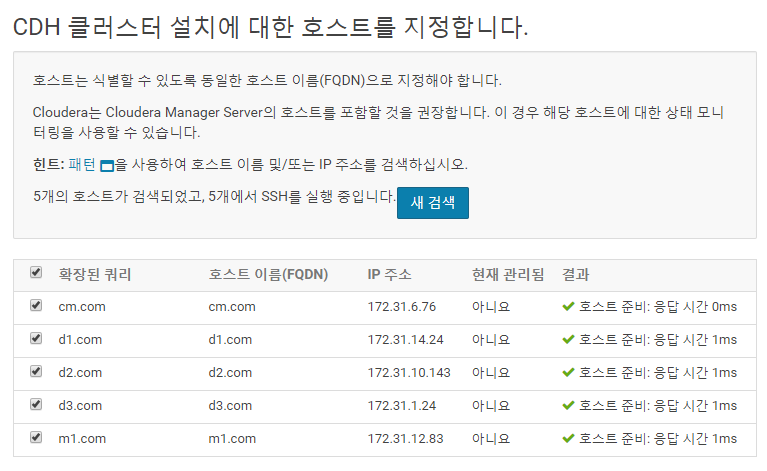 CDH 클러스터 설치에 대한 호스트를 지정합니다.
호스트는 식별할 수 있도록 동일한 호스트 이름(FQDN)으로 지정해야 합니다.
Cloudera는 Cloudera Manager Server의 호스트를 포함할 것을 권장합니다. 이 경우 해당 호스트에 대한 상태 모니
터링을 사용할 수 있습니다.
힌트: 패턴 을 사용하여 호스트 이름 및/또는 IP 주소를 검색하십시오.
5개의 호스트가 검색되었고, 5개에서 SSH를 실행 중입니다. 새 검색
확장된 쿼리 호스트 이름(FQDN) IP 주소 현재 관리됨 결과
cm.com cm.com 172.31.6.76 아니요 호스트 준비: 응답 시간 0ms
d1.com d1.com 172.31.14.24 아니요 호스트 준비: 응답 시간 1ms
d2.com d2.com 172.31.10.143 아니요 호스트 준비: 응답 시간 1ms
d3.com d3.com 172.31.1.24 아니요 호스트 준비: 응답 시간 1ms
m1.com m1.com 172.31.12.83 아니요 호스트 준비: 응답 시간 1ms